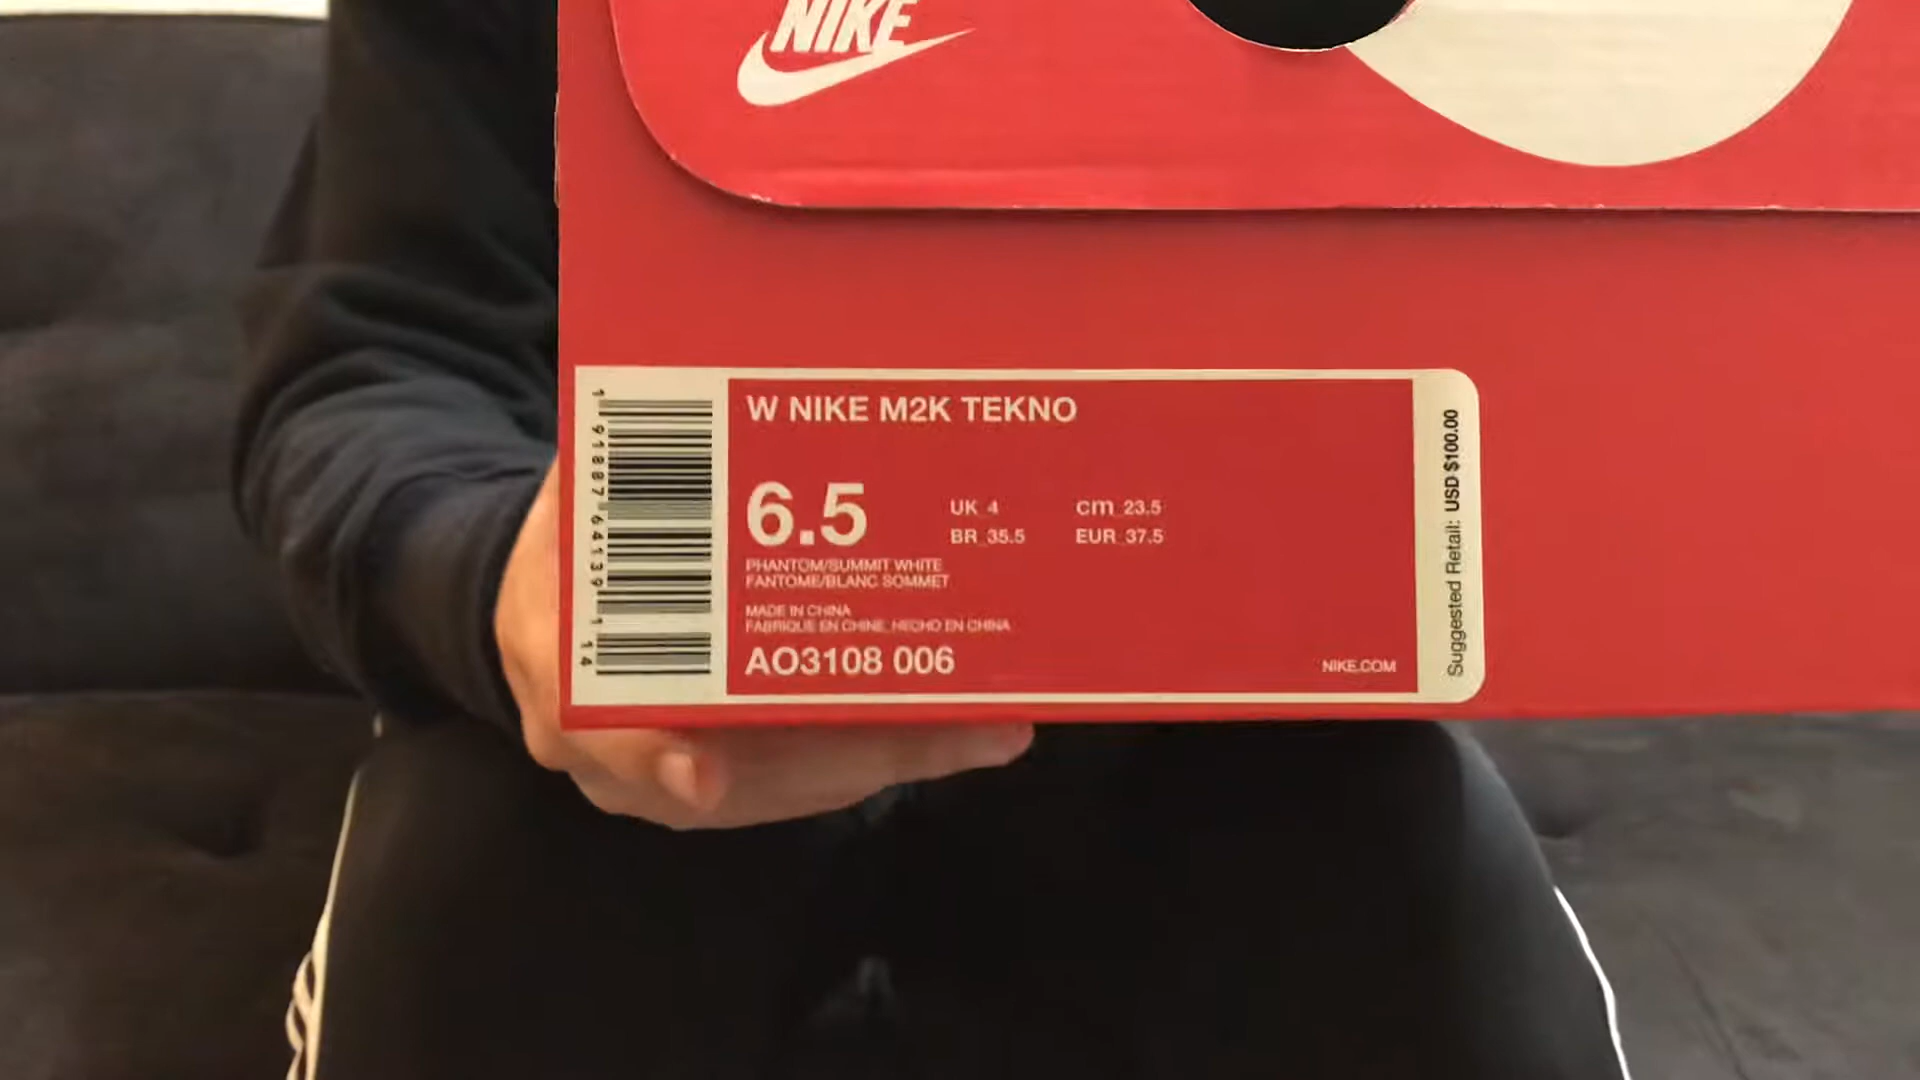 NIKE
W NIKE M2K TEKNO
6.5
UK 4
cm 23.5
BR 35.5
EUR 37.5
PHANTOM/SUMMIT WHITE
FANTOME/BLANC SOMMET
MADE IN CHINA
FABRIQUE EN CHINE, HECHO EN CHINA
AO3108 006
NIKE.COM
1 91887 64139 1
14
Suggested Retail: USD $100.00